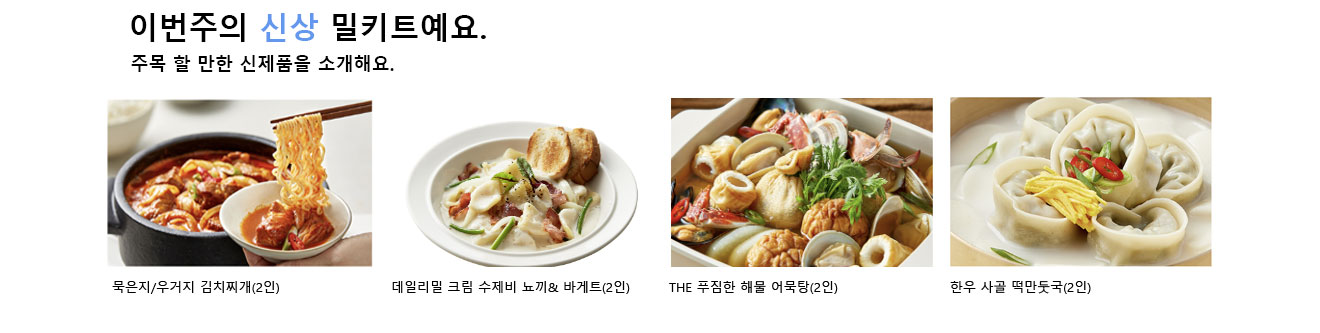 이번주의 신상 밀키트예요.
주목 할 만한 신제품을 소개해요.
묵은지/우거지 김치찌개(2인)
데일리밀 크림 수제비 뇨끼& 바게트(2인)
THE 푸짐한 해물 어묵탕(2인)
한우 사골 떡만둣국(2인)